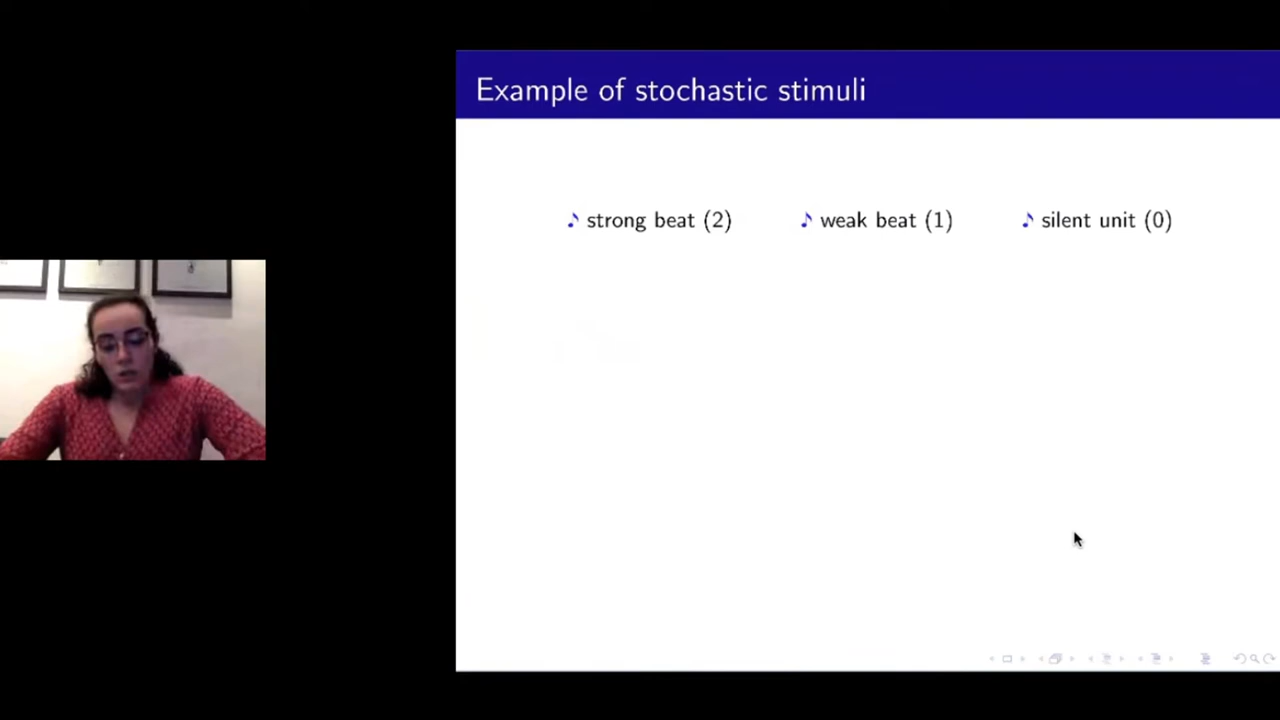 Example of stochastic stimuli
♪ strong beat (2) ♪ weak beat (1) ♪ silent unit (0)